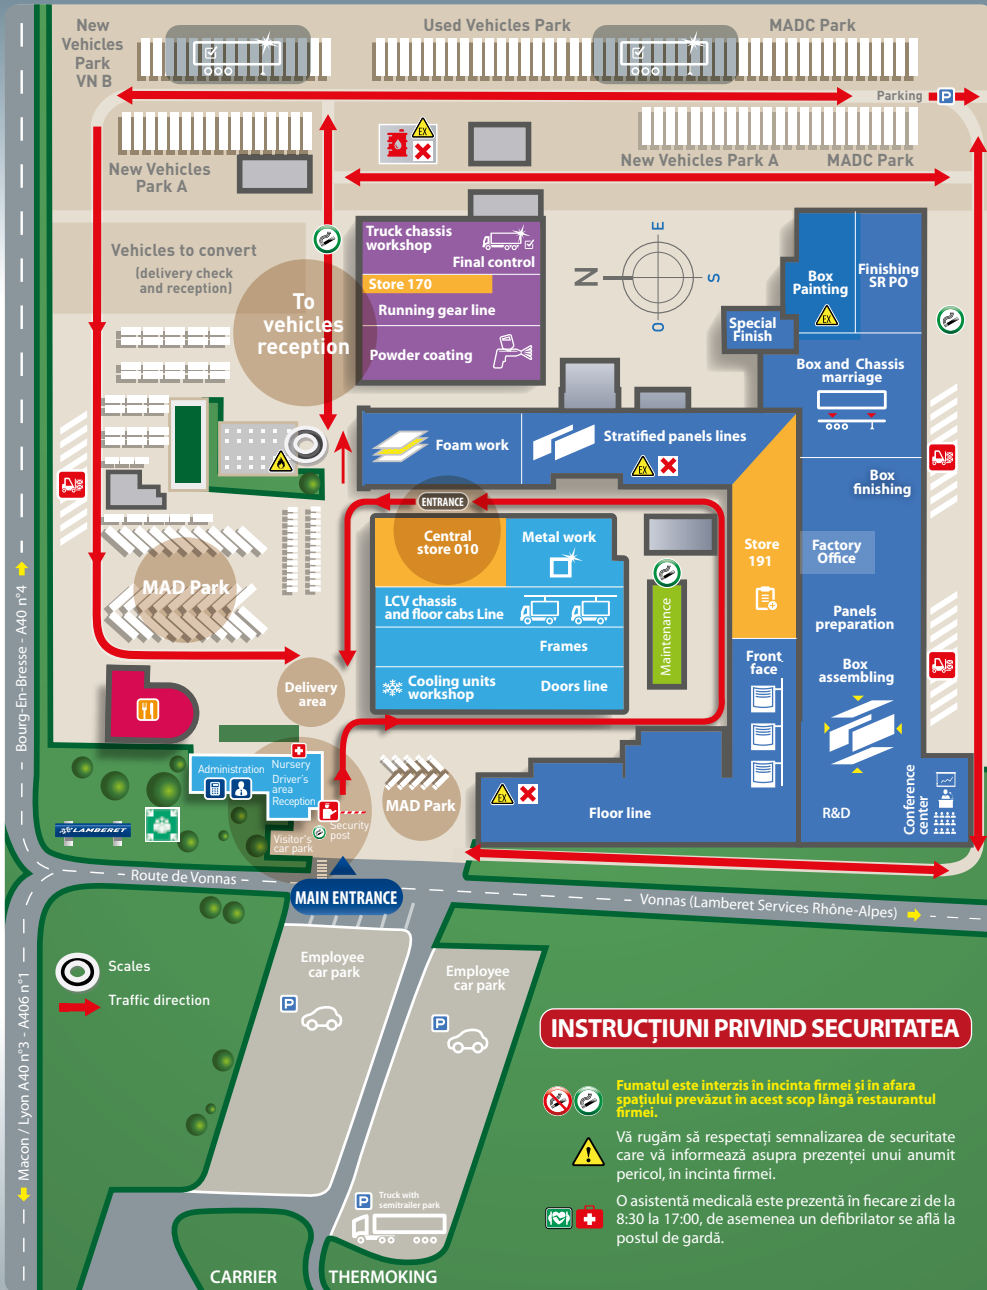 New
Vehicles
Park
VN B
Used Vehicles Park
MADC Park
Parking P
EX
New Vehicles
Park A
New Vehicles Park A
MADC Park
Truck chassis
workshop
Final control
Store 170
Running gear line
Powder coating
Vehicles to convert
(delivery check
and reception)
To
vehicles
reception
E
N
S
O
Box
Painting
EX
Finishing
SR PO
Special
Finish
Box and Chassis
marriage
Foam work
Stratified panels lines
EX
Box
finishing
ENTRANCE
Central
store 010
Metal work
Store
191
Factory
Office
LCV chassis
and floor cabs Line
Frames
Cooling units
workshop
Doors line
Maintenance
Panels
preparation
Front
face
Box
assembling
MAD Park
Delivery
area
Administration
Nursery
Driver's
area
Reception
Security
post
Visitor's
car park
MAD Park
EX
Floor line
R&D
Conference
center
LAMBERET
Bourg-En-Bresse - A40 n°4
Macon / Lyon A40 n°3 - A406 n°1
Route de Vonnas
MAIN ENTRANCE
Vonnas (Lamberet Services Rhône-Alpes)
Scales
Traffic direction
Employee
car park
P
Employee
car park
P
P
Truck with
semitrailer park
CARRIER
THERMOKING
INSTRUCȚIUNI PRIVIND SECURITATEA
Fumatul este interzis în incinta firmei și în afara
spațiului prevăzut în acest scop lângă restaurantul
firmei.
Vă rugăm să respectați semnalizarea de securitate
care vă informează asupra prezenței unui anumit
pericol, în incinta firmei.
O asistentă medicală este prezentă în fiecare zi de la
8:30 la 17:00, de asemenea un defibrilator se află la
postul de gardă.